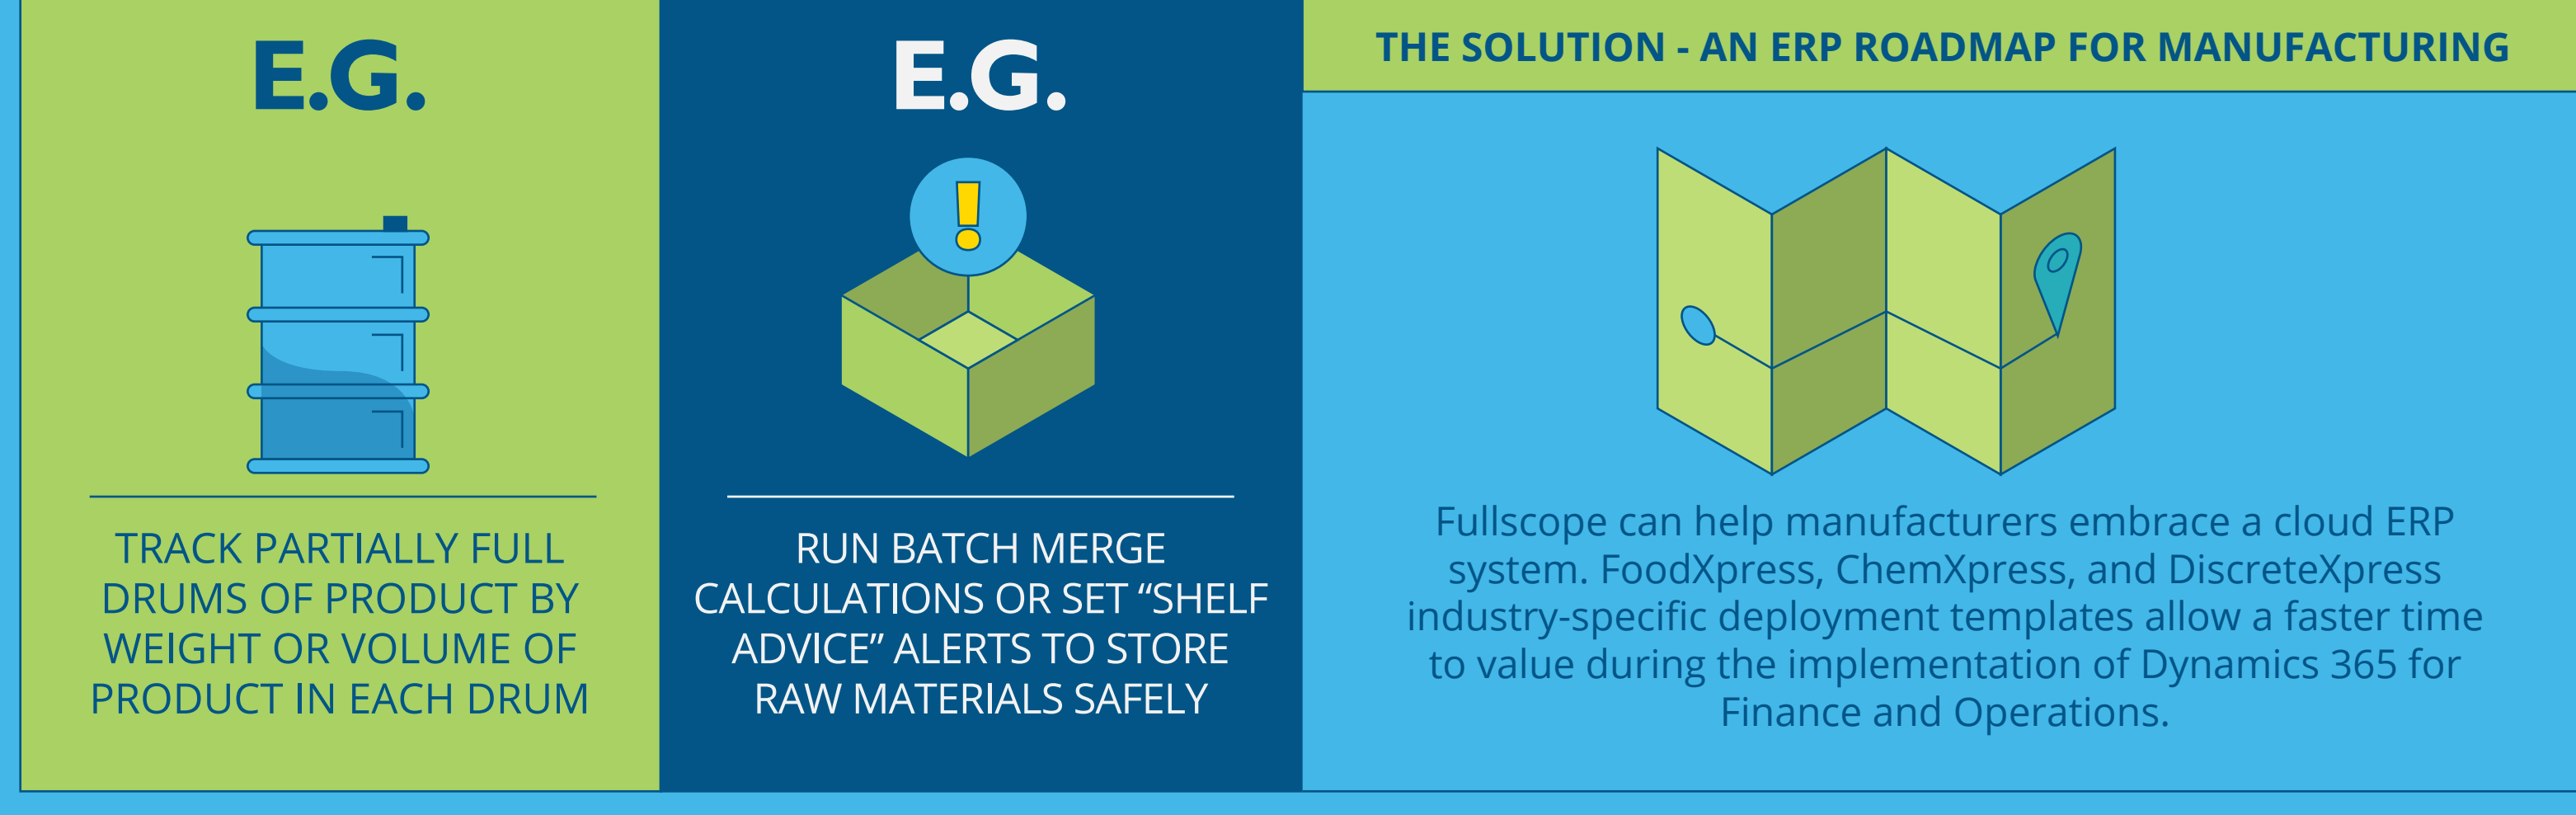 E.G.
TRACK PARTIALLY FULL
DRUMS OF PRODUCT BY
WEIGHT OR VOLUME OF
PRODUCT IN EACH DRUM
E.G.
!
RUN BATCH MERGE
CALCULATIONS OR SET “SHELF
ADVICE” ALERTS TO STORE
RAW MATERIALS SAFELY
THE SOLUTION - AN ERP ROADMAP FOR MANUFACTURING
Fullscope can help manufacturers embrace a cloud ERP
system. FoodXpress, ChemXpress, and DiscreteXpress
industry-specific deployment templates allow a faster time
to value during the implementation of Dynamics 365 for
Finance and Operations.